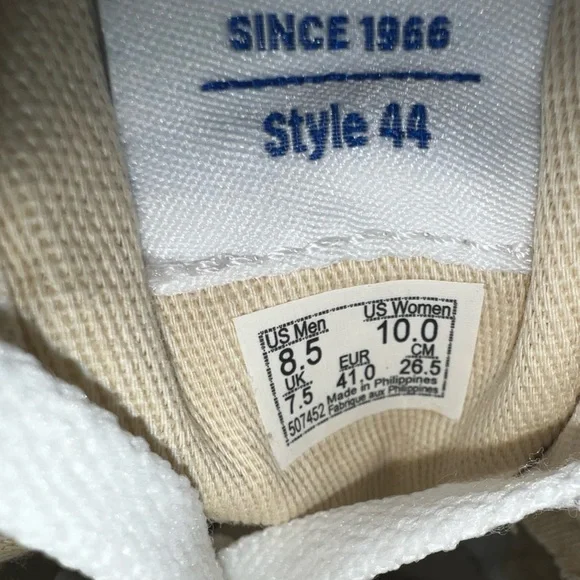 SINCE 1966
Style 44
US Men US Women
8.5 10.0
UK EUR CM
7.5 41.0 26.5
507452 Made in Philippines
Fabrique aux Philippines